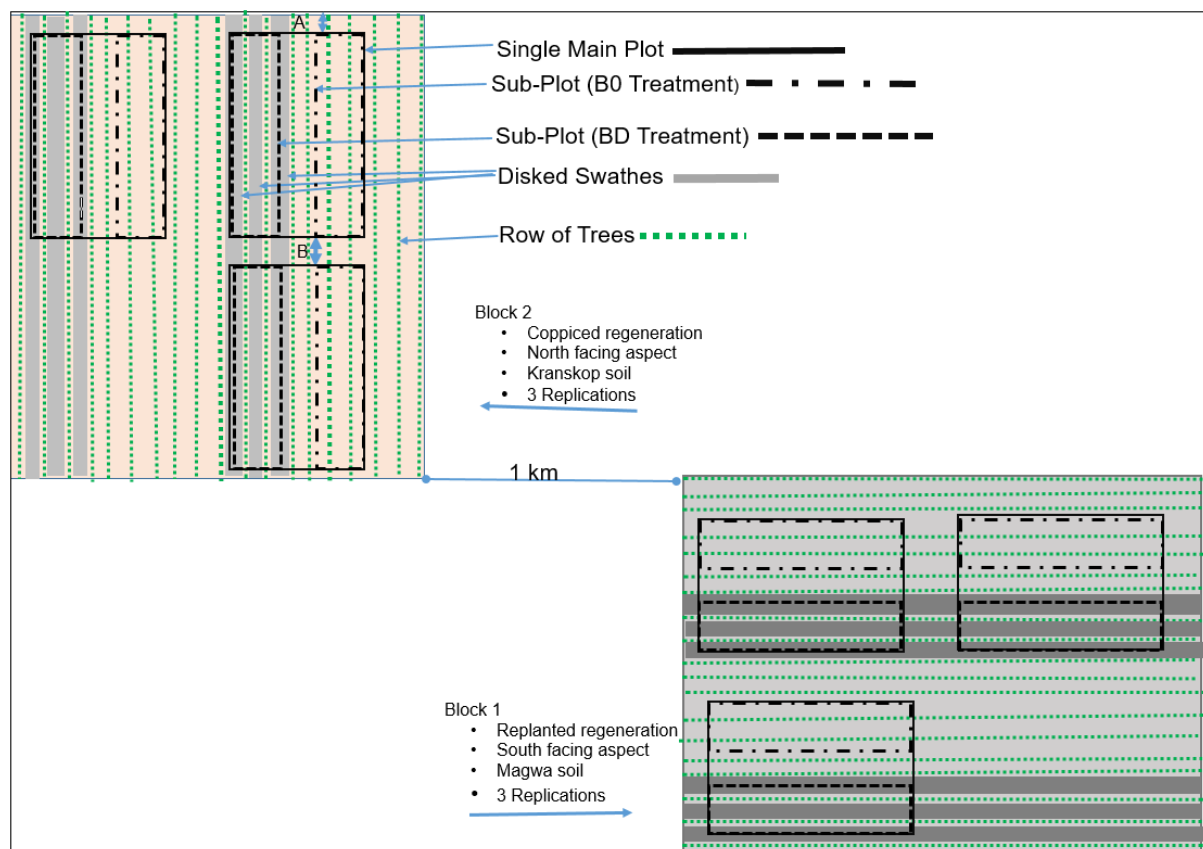 A
Single Main Plot
Sub-Plot (B0 Treatment)
Sub-Plot (BD Treatment)
Disked Swathes
Row of Trees
B
Block 2
• Coppiced regeneration
• North facing aspect
• Kranskop soil
• 3 Replications
1 km
Block 1
• Replanted regeneration
• South facing aspect
• Magwa soil
• 3 Replications